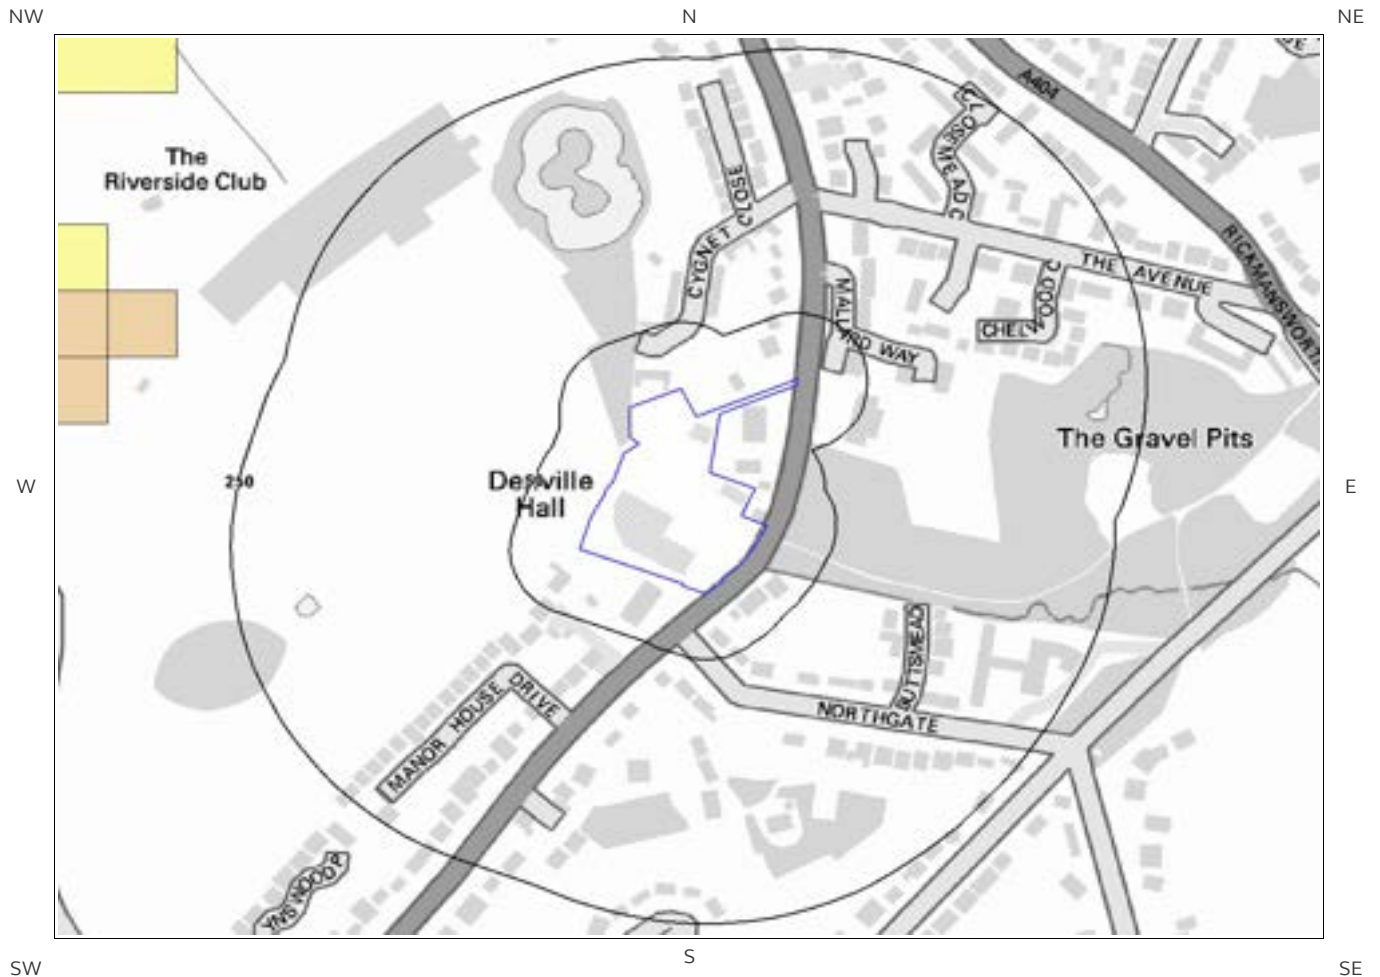 NW
N
NE
A404
The
Riverside Club
CLOSE
CYGNET
CL
THE AVENUE
RICKMANSWORTH
MALLARD WAY
The Gravel Pits
W
250
Hall
E
BUTTSMEAD
MANOR HOUSE DRIVE
NORTHGATE
SW
S
SE